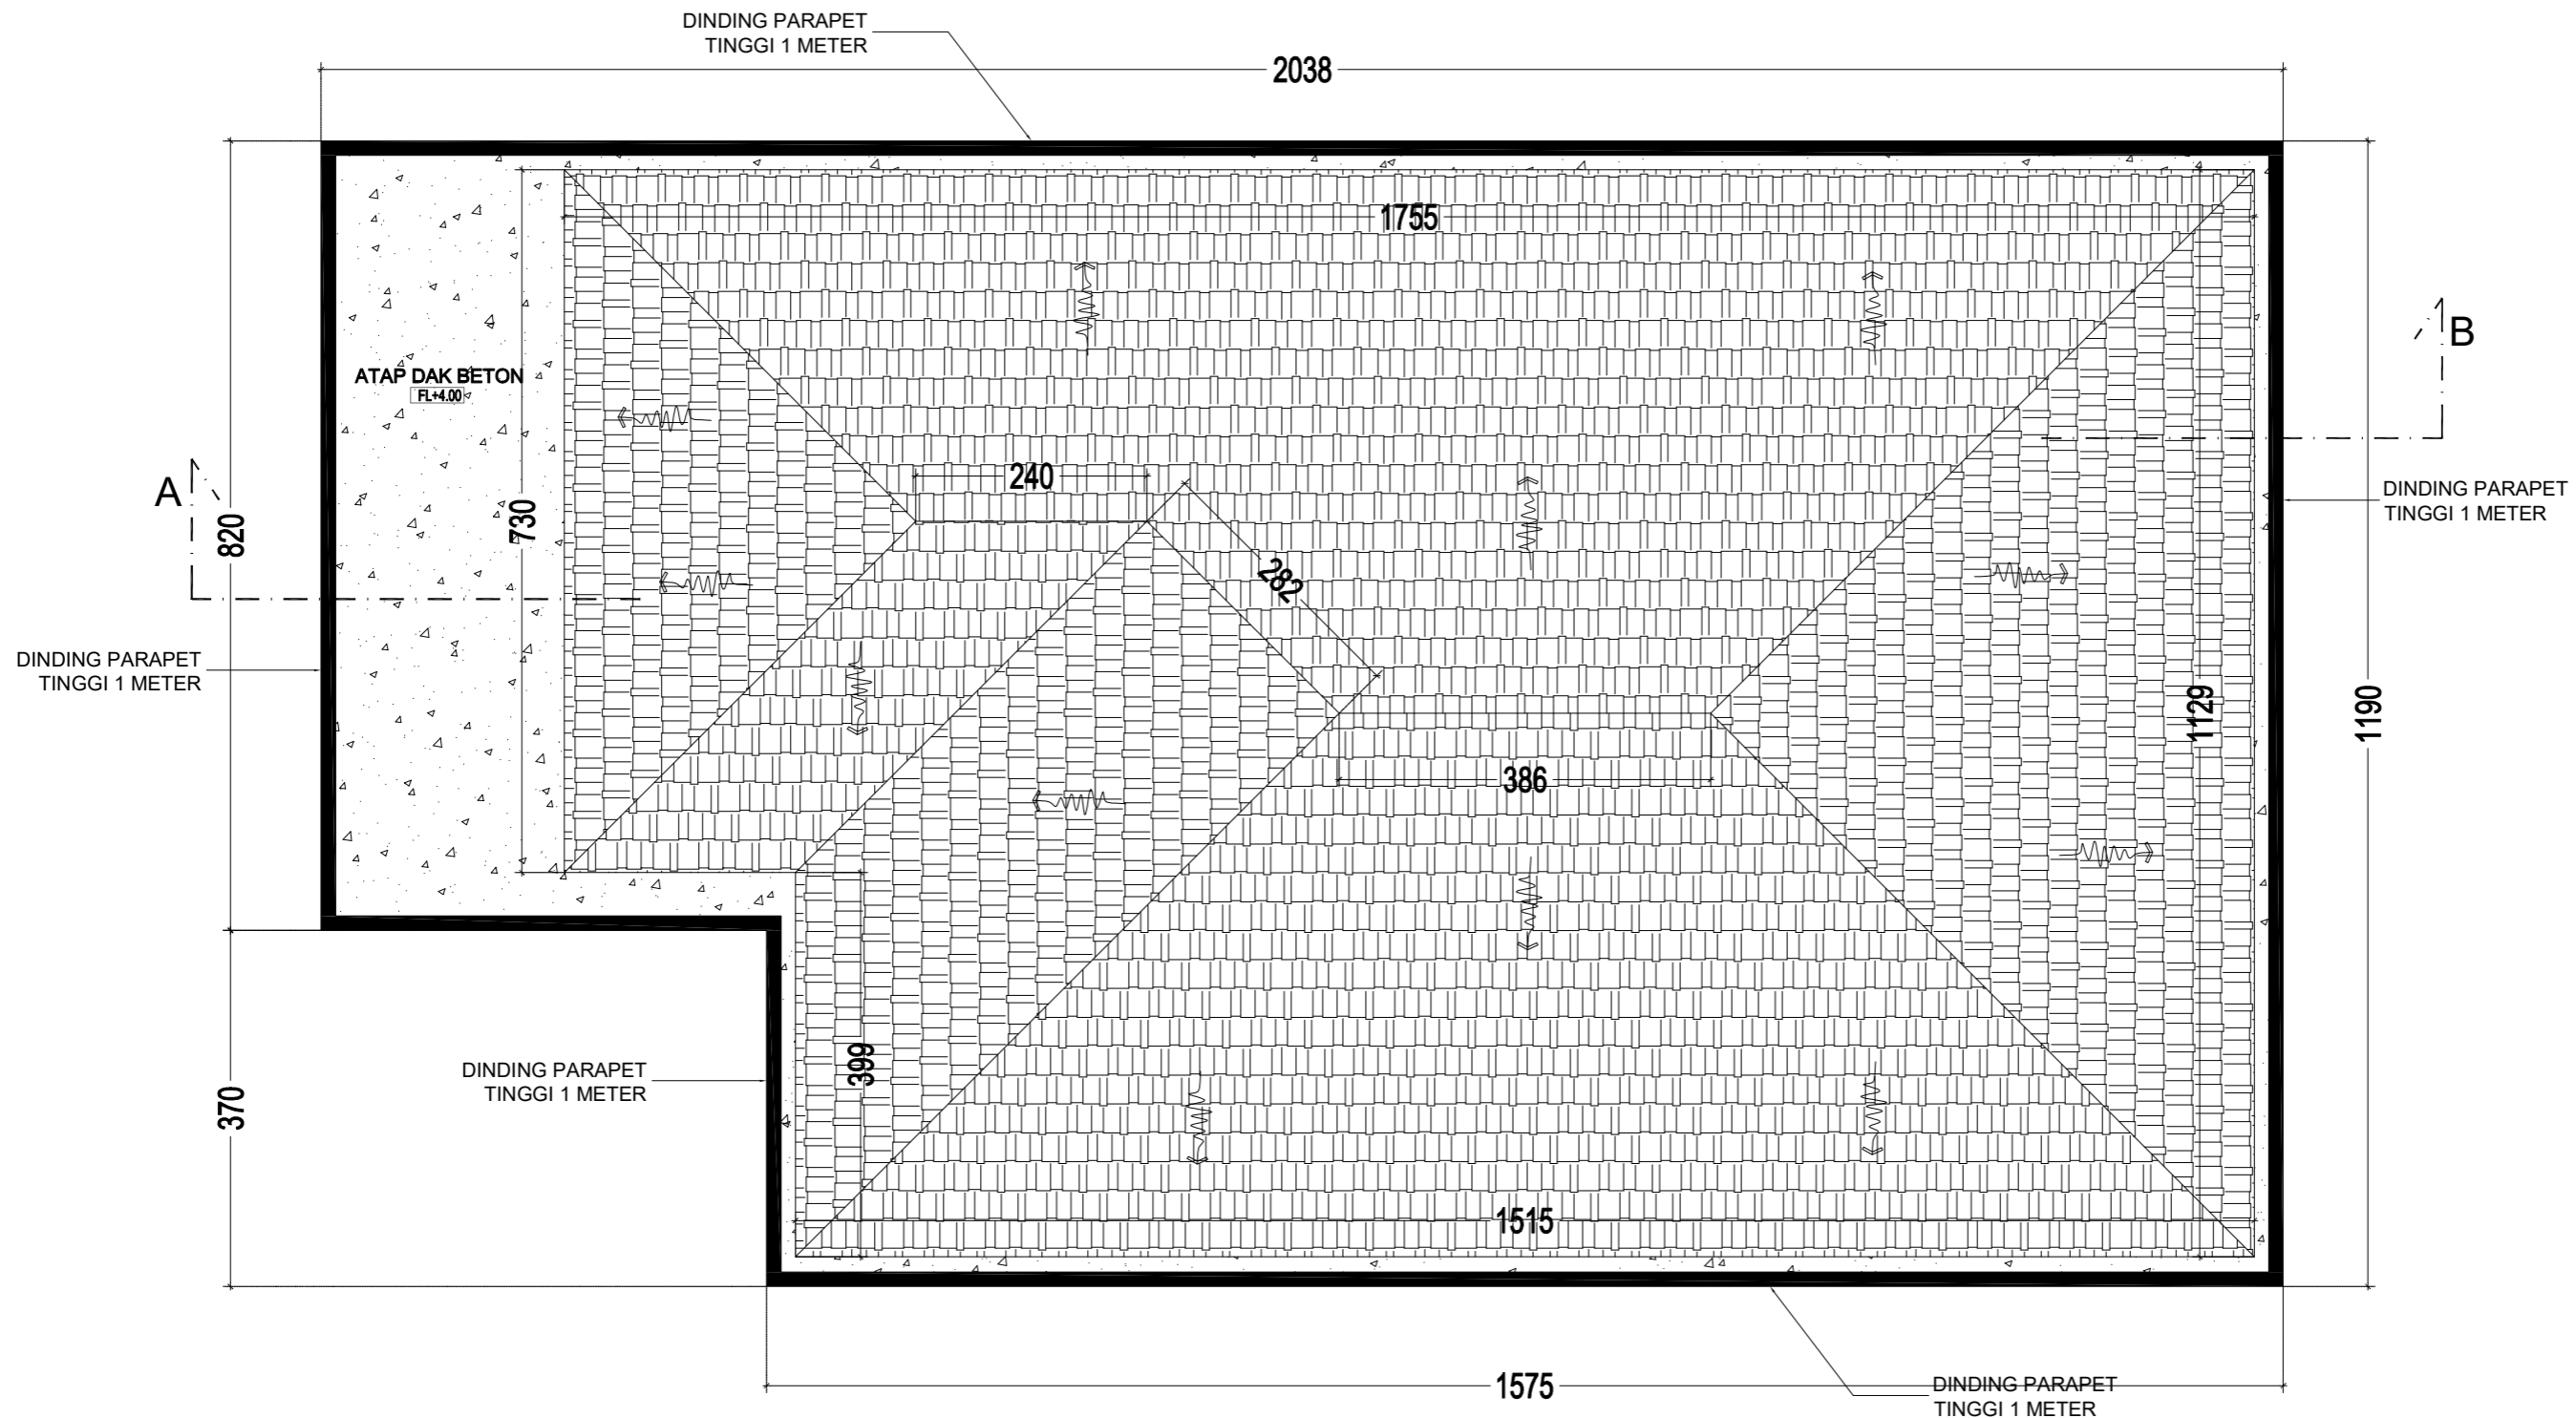 DINDING PARAPET
TINGGI 1 METER
2038
1755
B
ATAP DAK BETON
FL+4.00
240
A
820
730
DINDING PARAPET
TINGGI 1 METER
282
DINDING PARAPET
TINGGI 1 METER
1129
1190
386
399
DINDING PARAPET
TINGGI 1 METER
370
1515
1575
DINDING PARAPET
TINGGI 1 METER